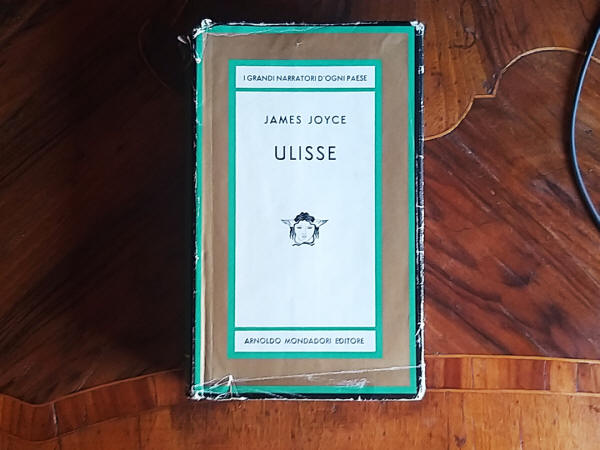 I GRANDI NARRATORI D'OGNI PAESE
JAMES JOYCE
ULISSE
ARNOLDO MONDADORI EDITORE